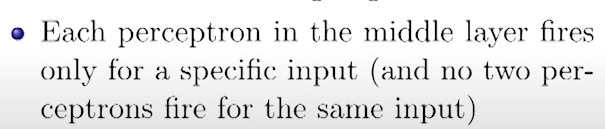 • Each perceptron in the middle layer fires
only for a specific input (and no two per-
ceptrons fire for the same input)